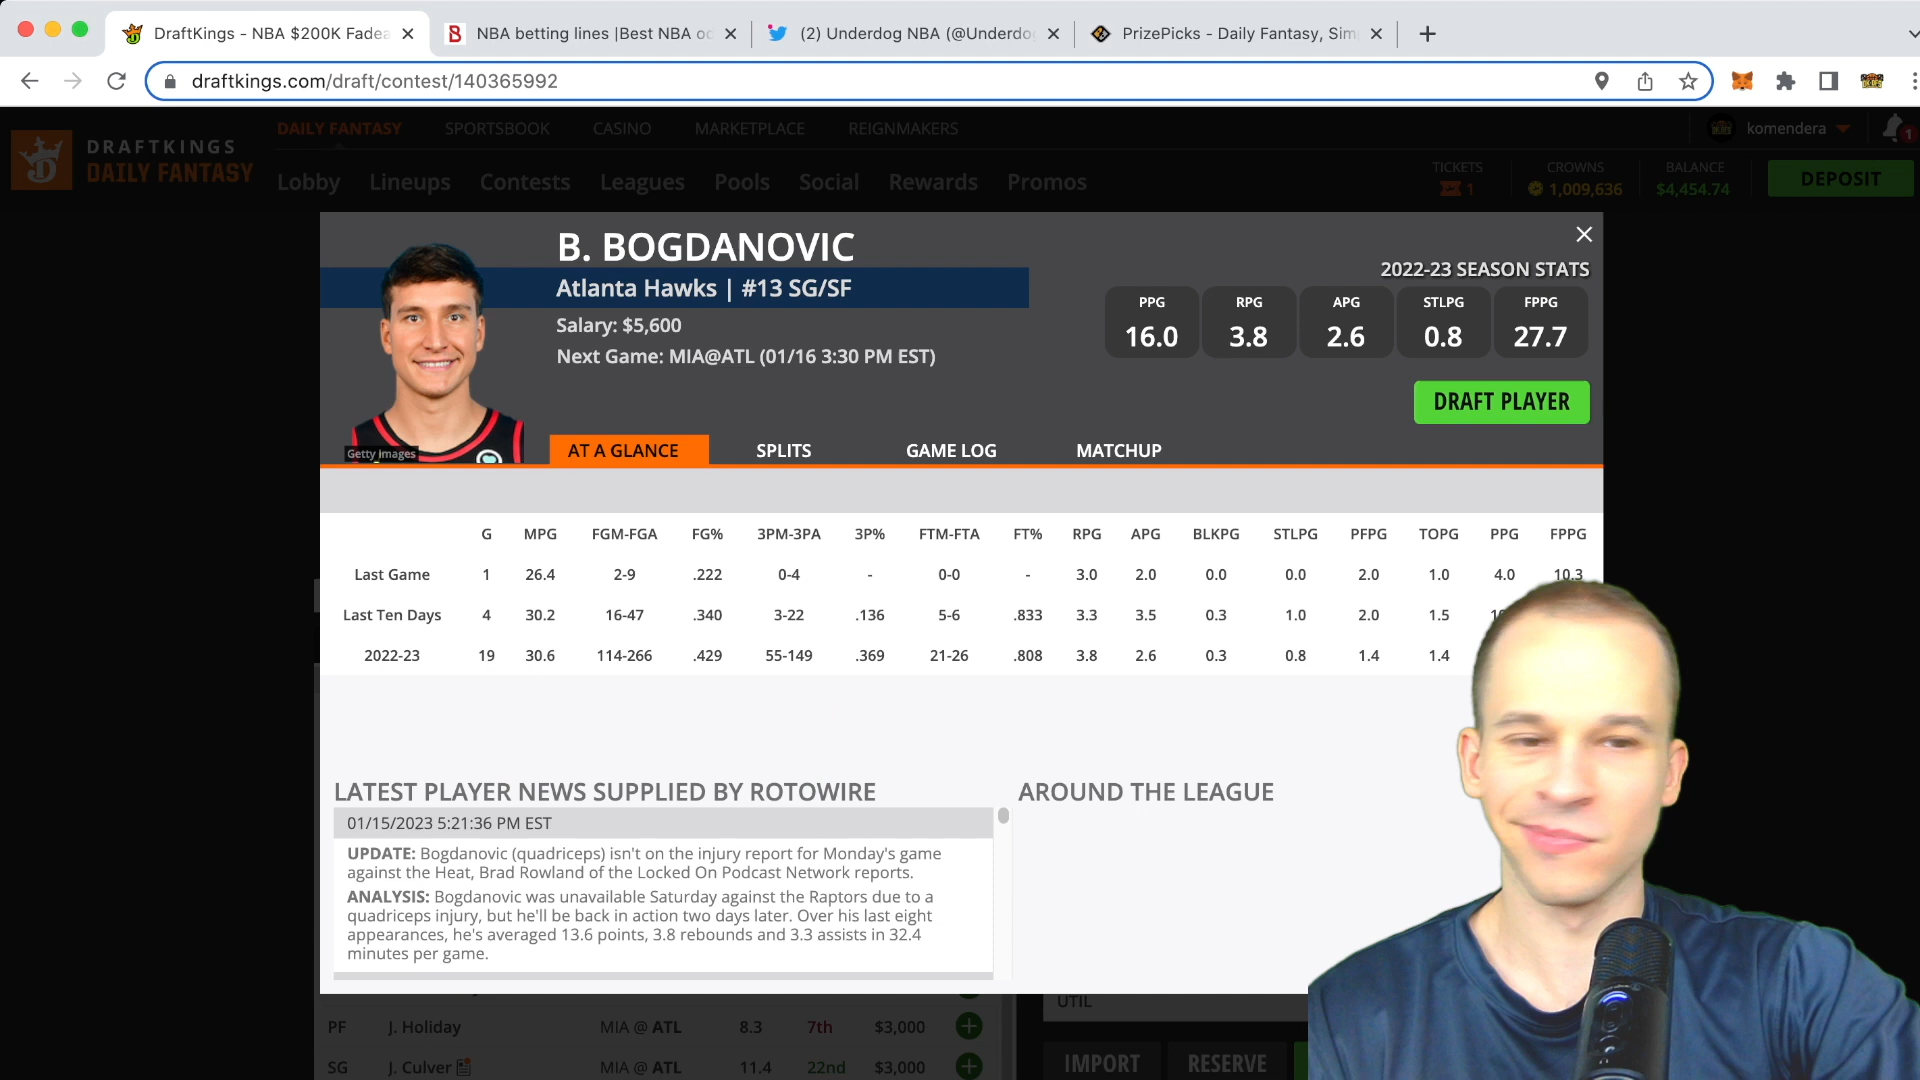 DraftKings - NBA $200K Fadea
NBA betting lines |Best NBA od
(2) Underdog NBA (@Underdo
PrizePicks - Daily Fantasy, Sim
draftkings.com/draft/contest/140365992
DRAFTKINGS
DAILY FANTASY
DAILY FANTASY SPORTSBOOK CASINO MARKETPLACE REIGNMAKERS
komendera
1
Lobby Lineups Contests Leagues Pools Social Rewards Promos
TICKETS
1
CROWNS
1,009,636
BALANCE
$4,454.74
DEPOSIT
B. BOGDANOVIC
Atlanta Hawks | #13 SG/SF
Salary: $5,600
Next Game: MIA@ATL (01/16 3:30 PM EST)
Getty Images
2022-23 SEASON STATS
PPG RPG APG STLPG FPPG
16.0 3.8 2.6 0.8 27.7
DRAFT PLAYER
AT A GLANCE SPLITS GAME LOG MATCHUP
G MPG FGM-FGA FG% 3PM-3PA 3P% FTM-FTA FT% RPG APG BLKPG STLPG PFPG TOPG PPG FPPG
Last Game 1 26.4 2-9 .222 0-4 - 0-0 - 3.0 2.0 0.0 0.0 2.0 1.0 4.0 10.3
Last Ten Days 4 30.2 16-47 .340 3-22 .136 5-6 .833 3.3 3.5 0.3 1.0 2.0 1.5
2022-23 19 30.6 114-266 .429 55-149 .369 21-26 .808 3.8 2.6 0.3 0.8 1.4 1.4
LATEST PLAYER NEWS SUPPLIED BY ROTOWIRE
01/15/2023 5:21:36 PM EST
UPDATE: Bogdanovic (quadriceps) isn't on the injury report for Monday's game
against the Heat, Brad Rowland of the Locked On Podcast Network reports.
ANALYSIS: Bogdanovic was unavailable Saturday against the Raptors due to a
quadriceps injury, but he'll be back in action two days later. Over his last eight
appearances, he's averaged 13.6 points, 3.8 rebounds and 3.3 assists in 32.4
minutes per game.
AROUND THE LEAGUE
UTIL
PF J. Holiday MIA @ ATL 8.3 7th $3,000
SG J. Culver MIA @ ATL 11.4 22nd $3,000
IMPORT RESERVE